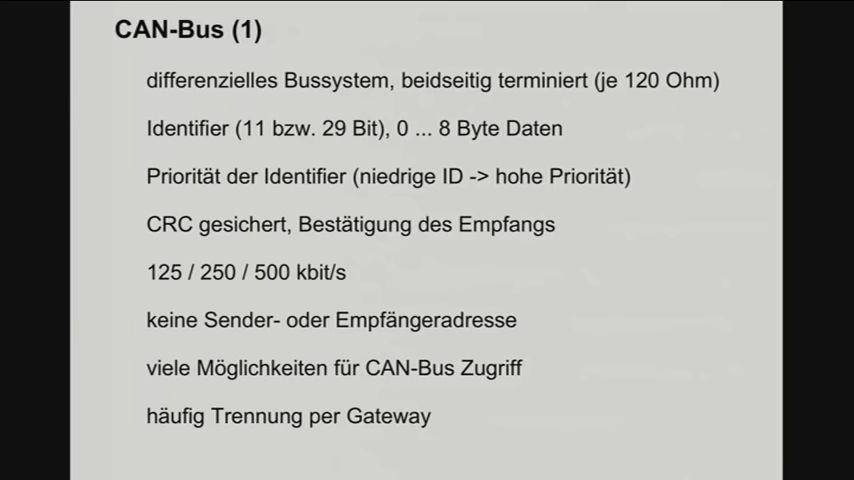 CAN-Bus (1)
differenzielles Bussystem, beidseitig terminiert (je 120 Ohm)
Identifier (11 bzw. 29 Bit), 0 ... 8 Byte Daten
Priorität der Identifier (niedrige ID -> hohe Priorität)
CRC gesichert, Bestätigung des Empfangs
125 / 250 / 500 kbit/s
keine Sender- oder Empfängeradresse
viele Möglichkeiten für CAN-Bus Zugriff
häufig Trennung per Gateway